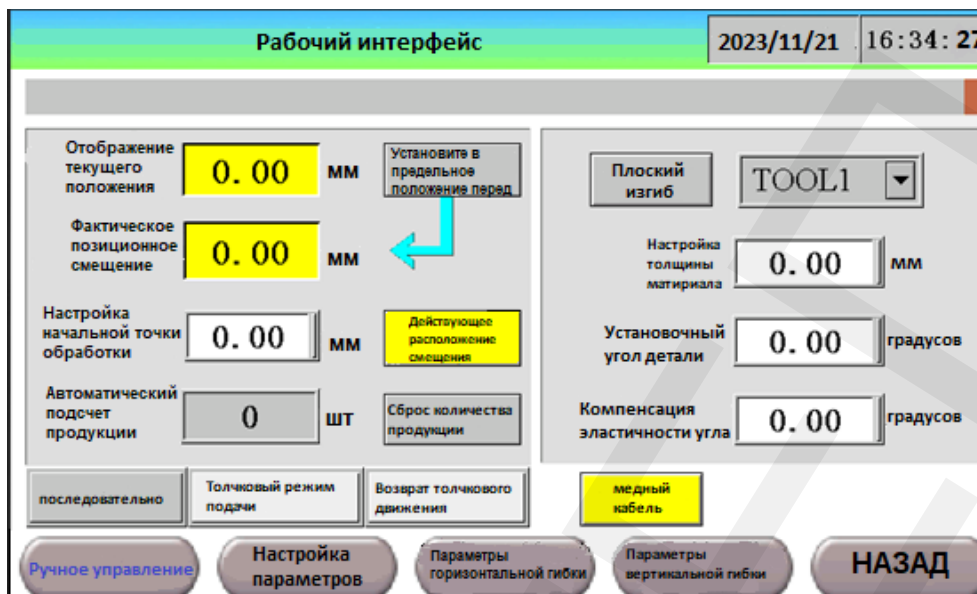 Рабочий интерфейс
2023/11/21
16:34:27
Отображение
текущего
положения
0.00
мм
Установите в
предельное
положение перед
Фактическое
позиционное
смещение
0.00
мм
Настройка
начальной точки
обработки
0.00
мм
Действующее
расположение
смещения
Автоматический
подсчет
продукции
0
шт
Сброс количества
продукции
Плоский
изгиб
TOOL1
Настройка
толщины
матириала
0.00
мм
Установочный
угол детали
0.00
градусов
Компенсация
эластичности угла
0.00
градусов
последовательно
Толчковый режим
подачи
Возврат толчкового
движения
медный
кабель
Ручное управление
Настройка
параметров
Параметры
горизонтальной гибки
Параметры
вертикальной гибки
НАЗАД